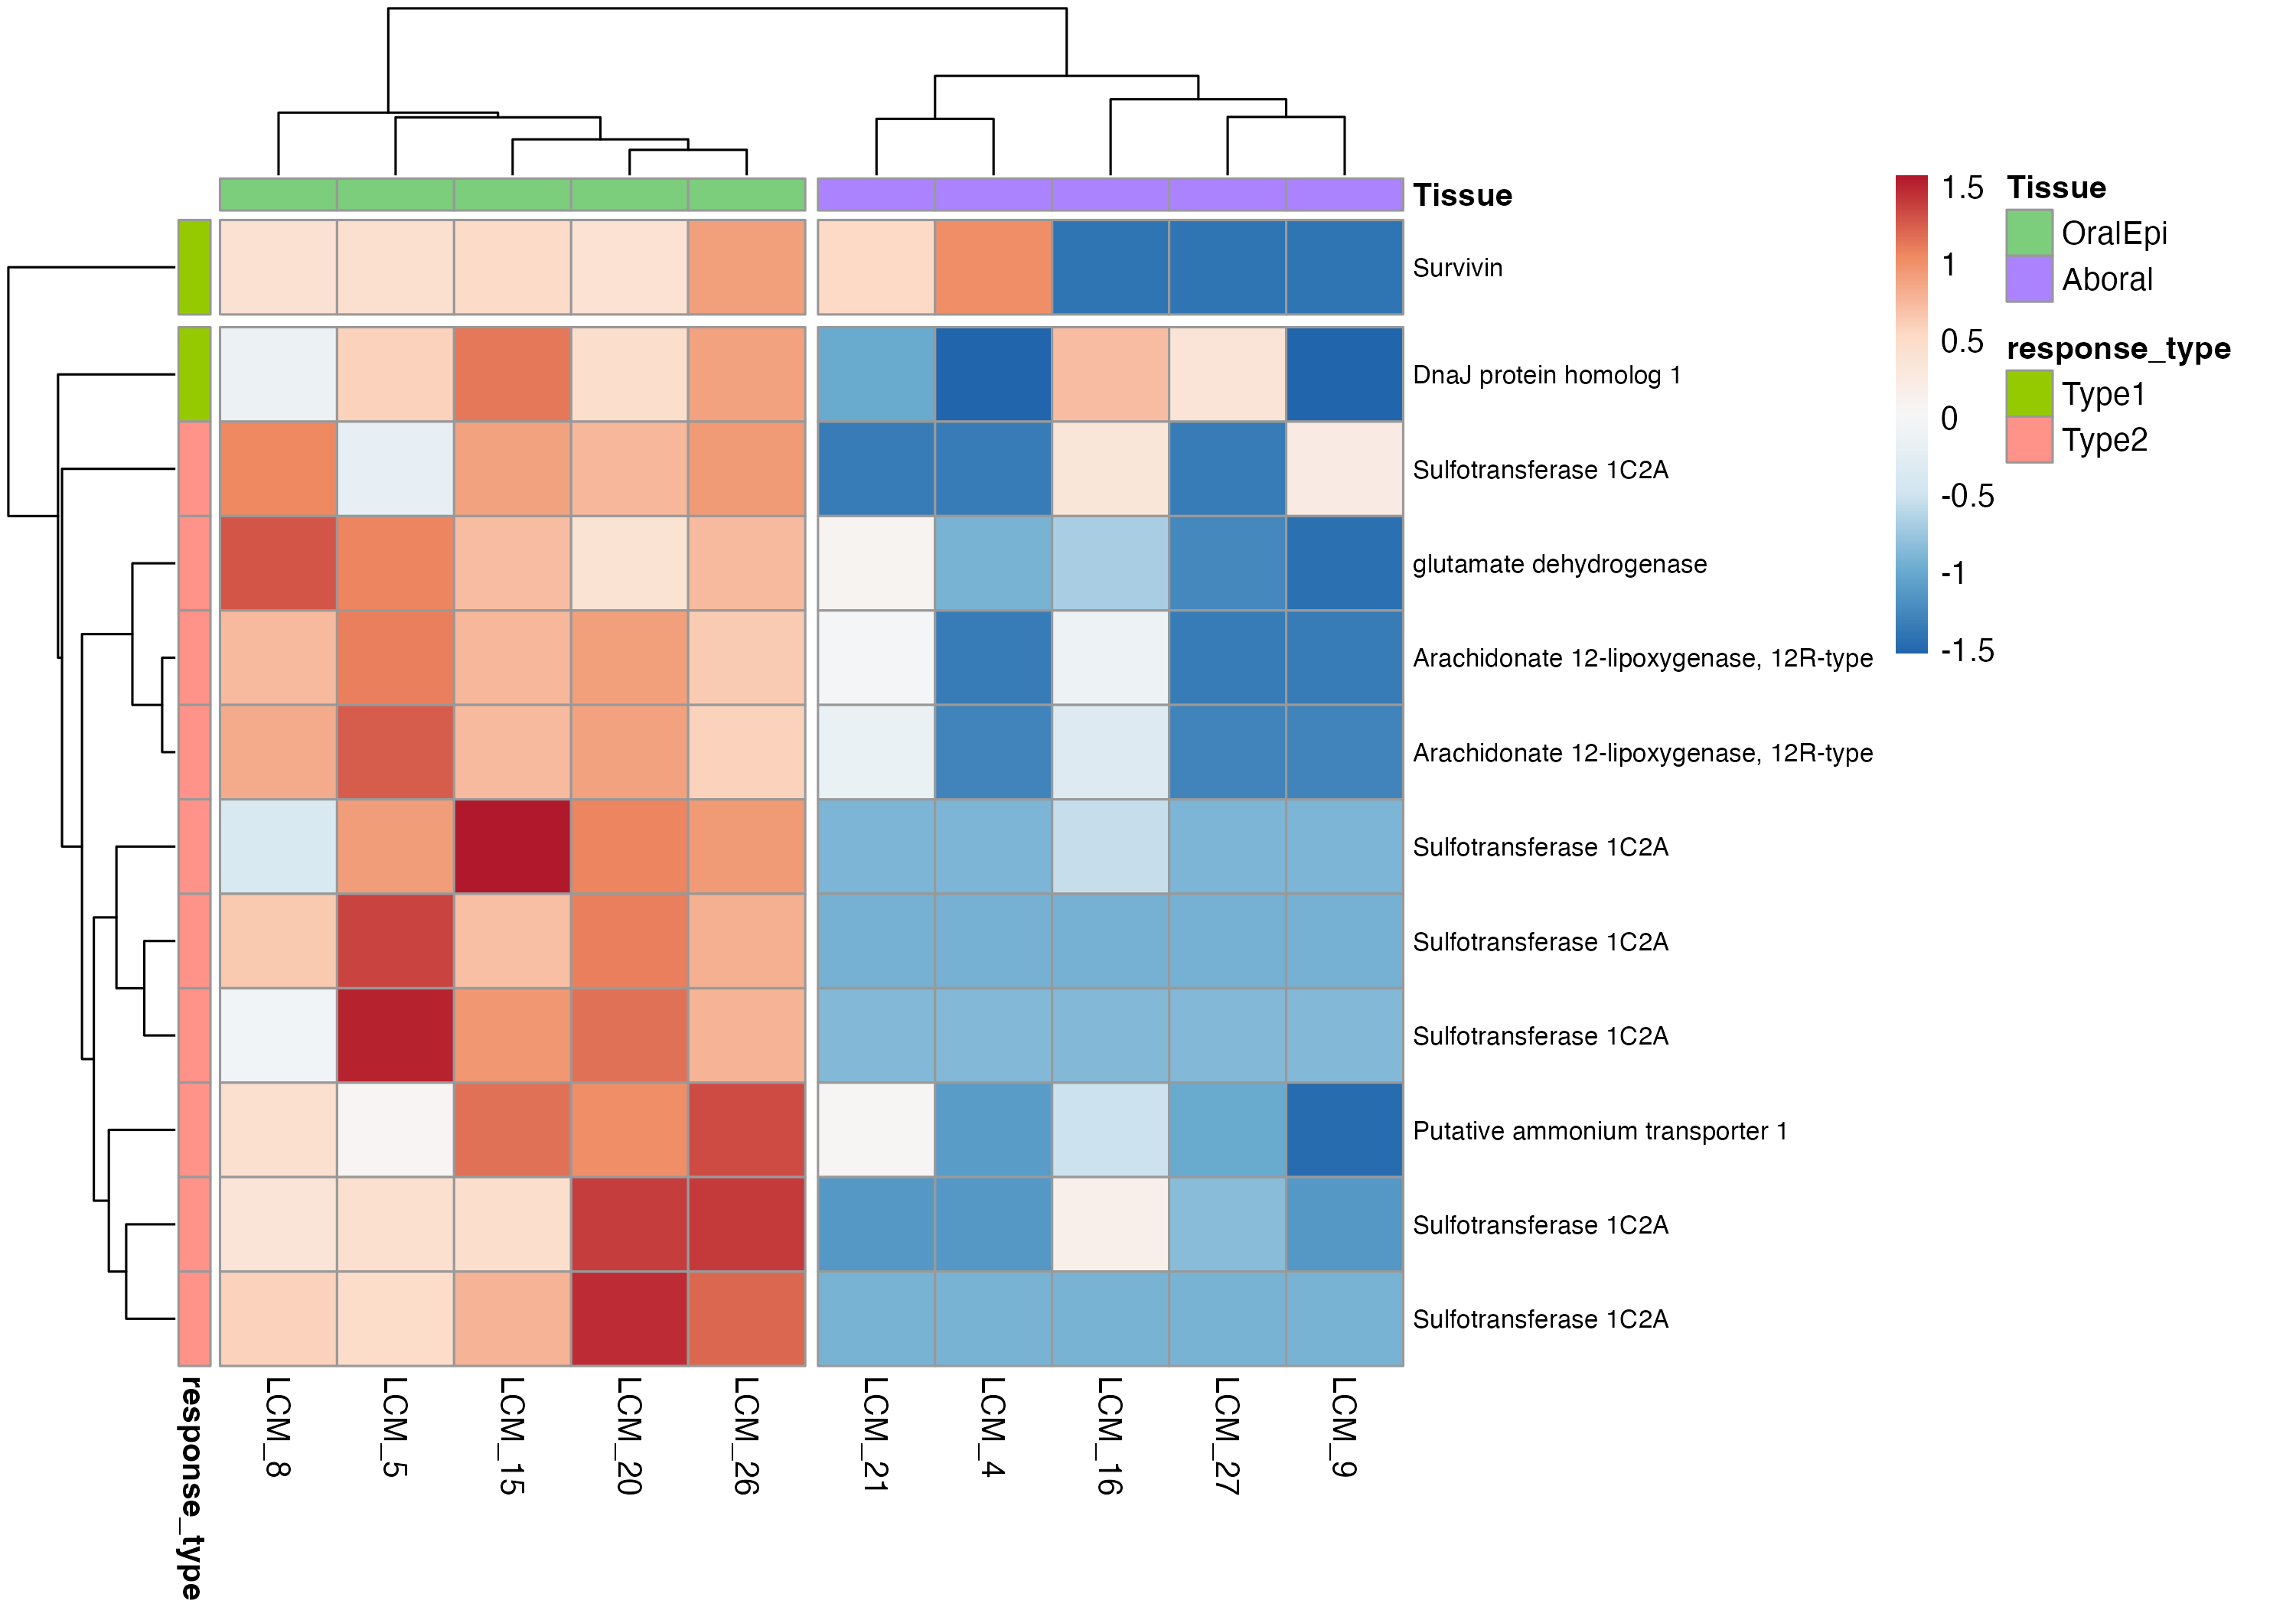 Tissue
Survivin
DnaJ protein homolog 1
Sulfotransferase 1C2A
glutamate dehydrogenase
Arachidonate 12-lipoxygenase, 12R-type
Arachidonate 12-lipoxygenase, 12R-type
Sulfotransferase 1C2A
Sulfotransferase 1C2A
Sulfotransferase 1C2A
Putative ammonium transporter 1
Sulfotransferase 1C2A
Sulfotransferase 1C2A
response_type
LCM_8
LCM_5
LCM_15
LCM_20
LCM_26
LCM_21
LCM_4
LCM_16
LCM_27
LCM_9
1.5
1
0.5
0
-0.5
-1
-1.5
Tissue
OralEpi
Aboral
response_type
Type1
Type2